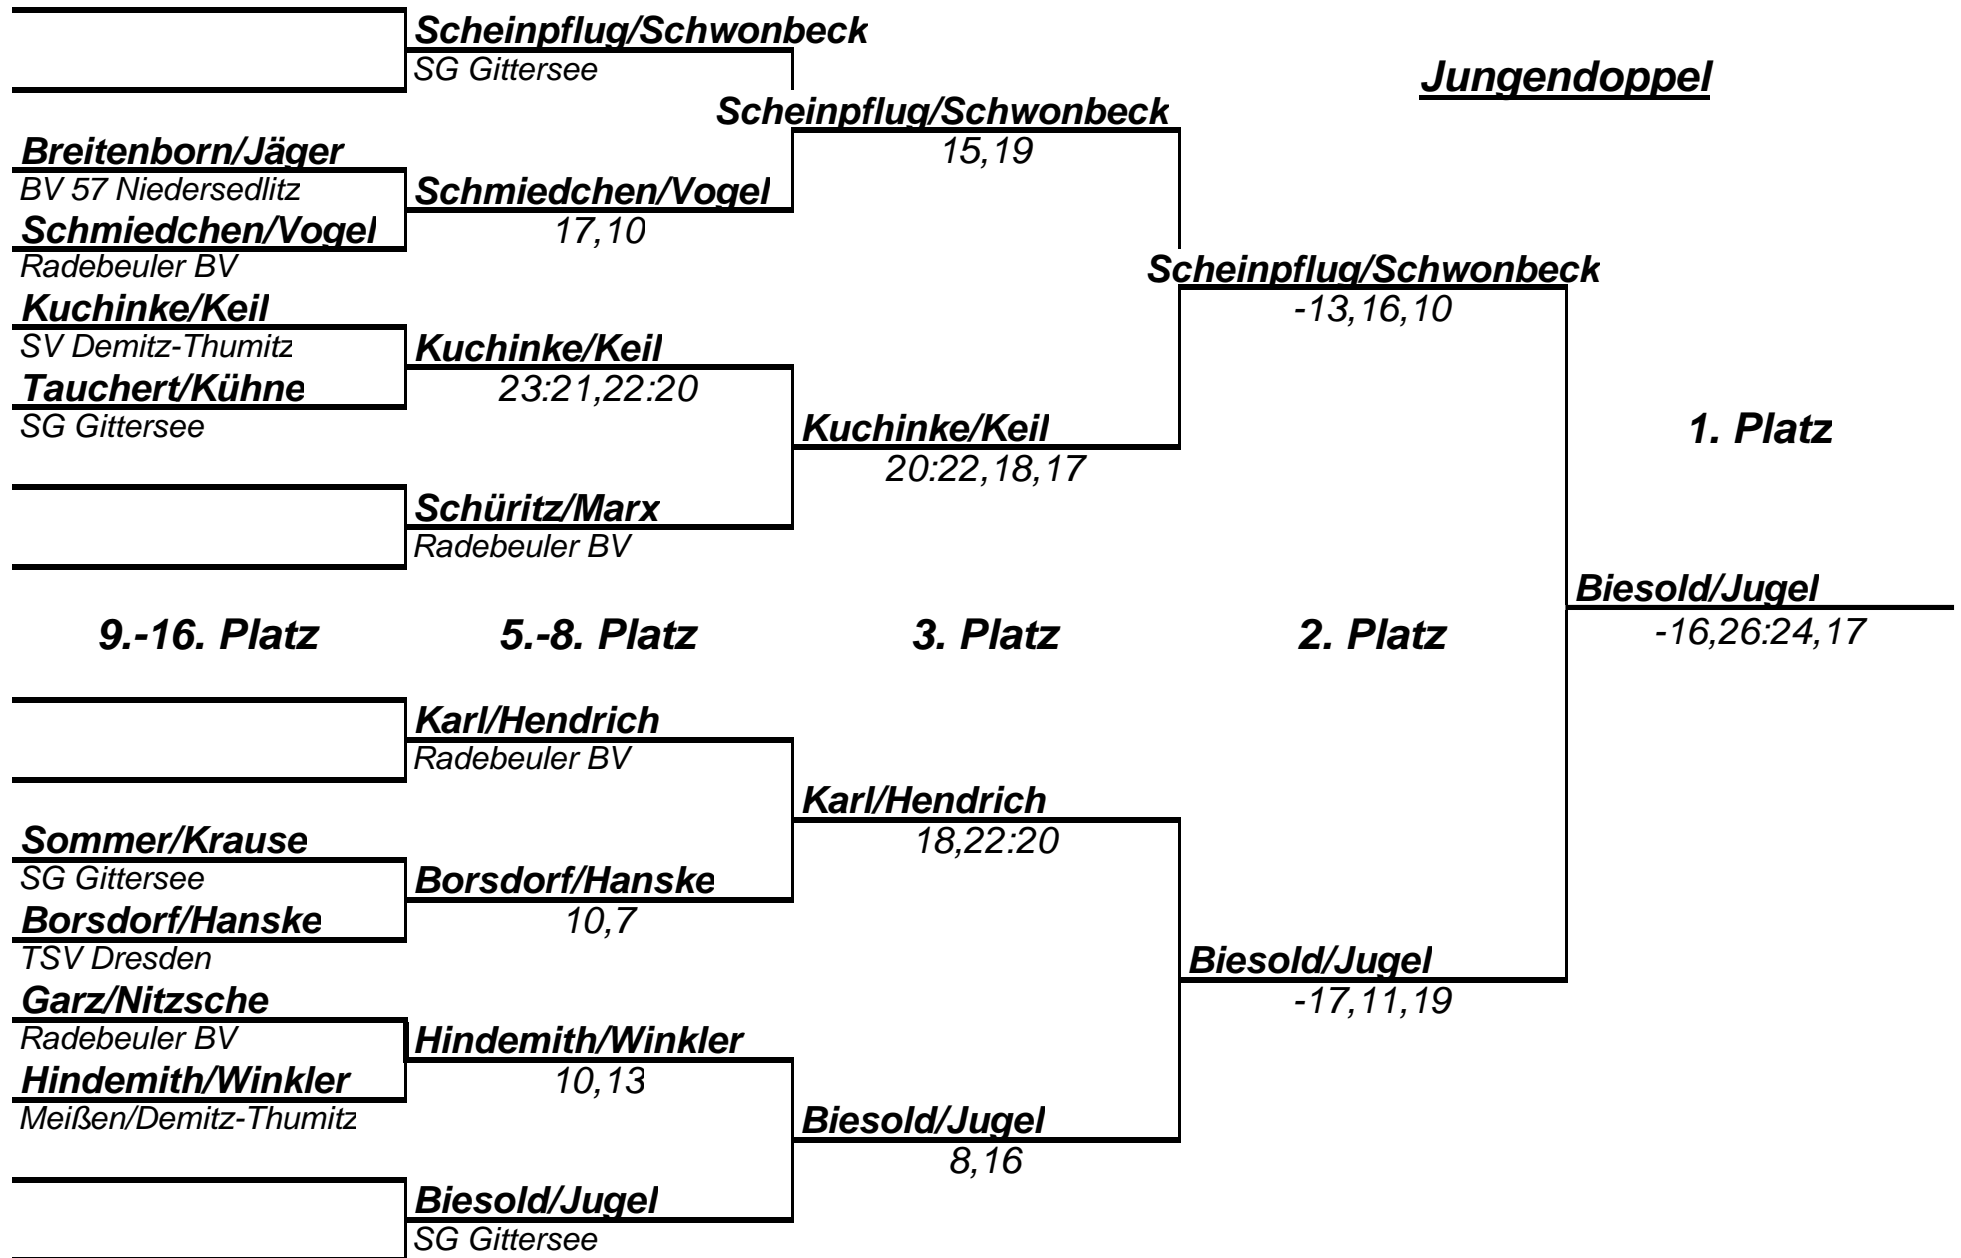 Scheinpflug/Schwonbeck
SG Gittersee
Jungendoppel
Scheinpflug/Schwonbeck
15,19
Breitenborn/Jäger
BV 57 Niedersedlitz
Schmiedchen/Vogel
17,10
Schmiedchen/Vogel
Radebeuler BV
Scheinpflug/Schwonbeck
-13,16,10
Kuchinke/Keil
SV Demitz-Thumitz
Kuchinke/Keil
23:21,22:20
Tauchert/Kühne
SG Gittersee
Kuchinke/Keil
20:22,18,17
1. Platz
Schüritz/Marx
Radebeuler BV
Biesold/Jugel
-16,26:24,17
9.-16. Platz
5.-8. Platz
3. Platz
2. Platz
Karl/Hendrich
Radebeuler BV
Karl/Hendrich
18,22:20
Sommer/Krause
SG Gittersee
Borsdorf/Hanske
10,7
Borsdorf/Hanske
TSV Dresden
Biesold/Jugel
-17,11,19
Garz/Nitzsche
Radebeuler BV
Hindemith/Winkler
10,13
Hindemith/Winkler
Meißen/Demitz-Thumitz
Biesold/Jugel
8,16
Biesold/Jugel
SG Gittersee